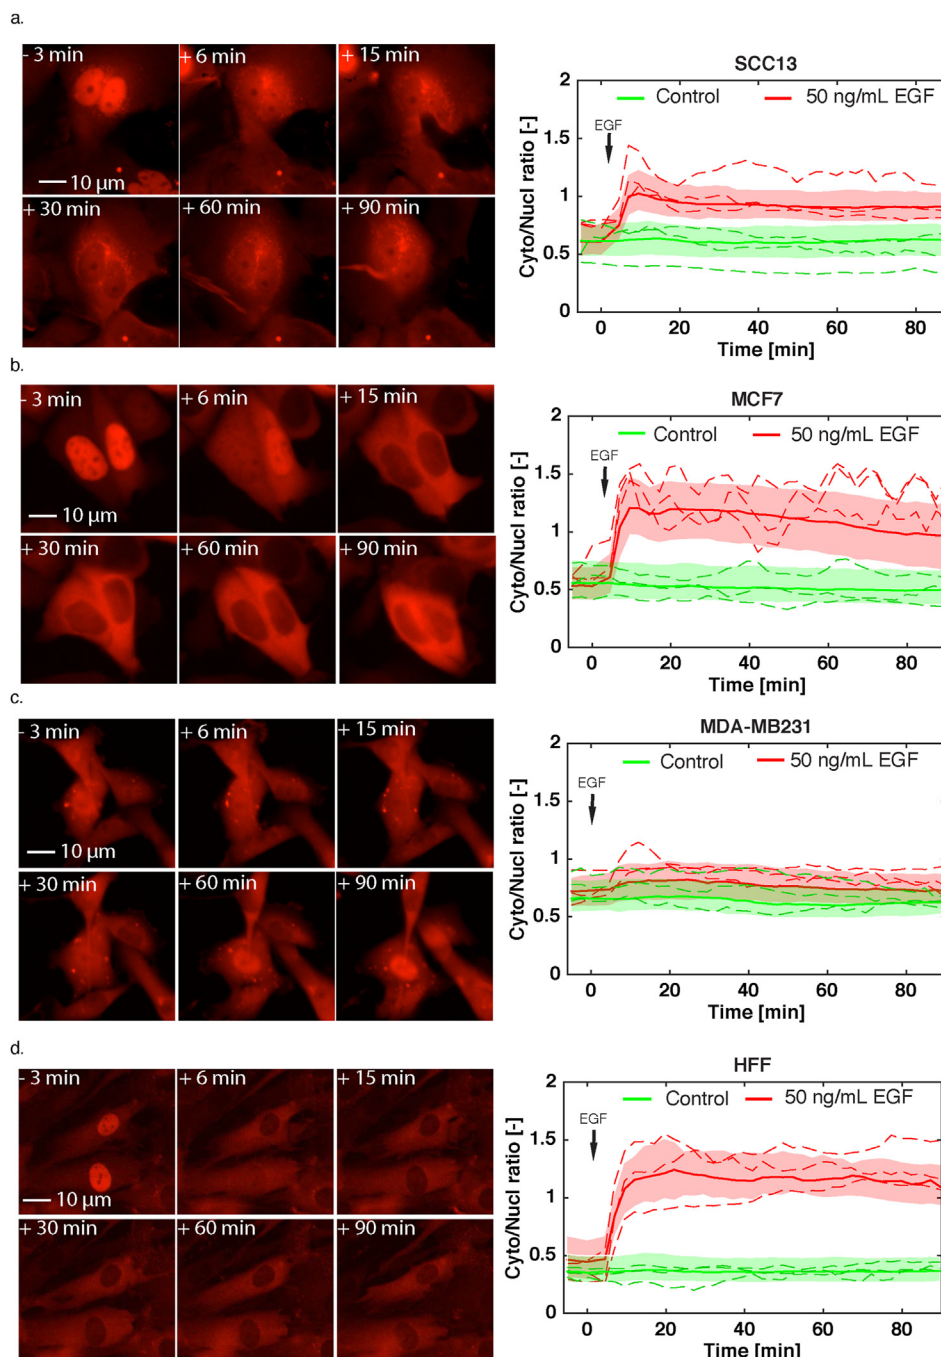 a.
- 3 min
+ 6 min
+ 15 min
10 µm
+ 30 min
+ 60 min
+ 90 min
SCC13
Control
50 ng/mL EGF
EGF
Cyto/Nucl ratio [-]
2
1.5
1
0.5
0
0 20 40 60 80
Time [min]
b.
- 3 min
+ 6 min
+ 15 min
10 µm
+ 30 min
+ 60 min
+ 90 min
MCF7
Control
50 ng/mL EGF
EGF
Cyto/Nucl ratio [-]
2
1.5
1
0.5
0
0 20 40 60 80
Time [min]
c.
- 3 min
+ 6 min
+ 15 min
10 µm
+ 30 min
+ 60 min
+ 90 min
MDA-MB231
Control
50 ng/mL EGF
EGF
Cyto/Nucl ratio [-]
2
1.5
1
0.5
0
0 20 40 60 80
Time [min]
d.
- 3 min
+ 6 min
+ 15 min
10 µm
+ 30 min
+ 60 min
+ 90 min
HFF
Control
50 ng/mL EGF
EGF
Cyto/Nucl ratio [-]
2
1.5
1
0.5
0
0 20 40 60 80
Time [min]